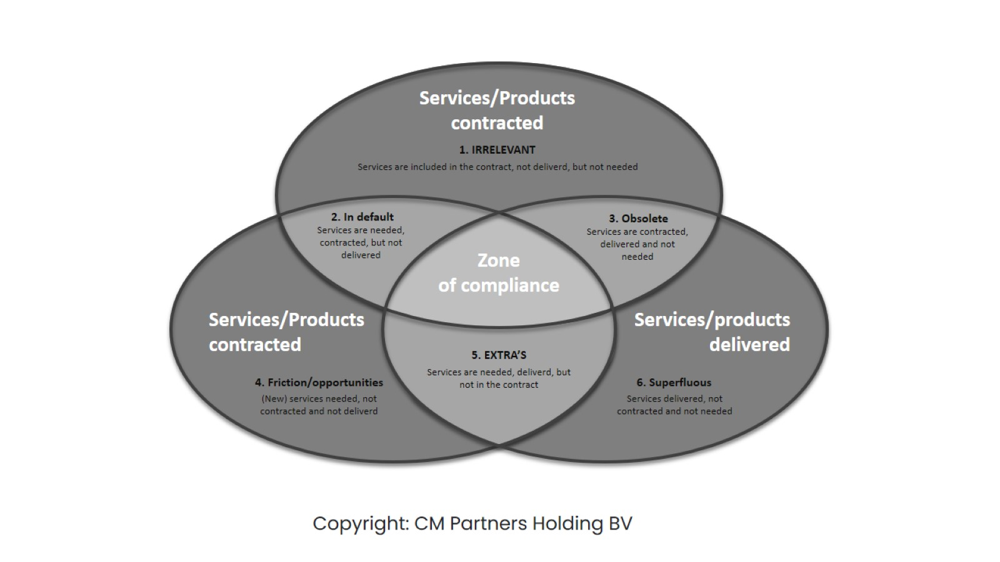 Services/Products
contracted
1. IRRELEVANT
Services are included in the contract, not deliverd, but not needed
2. In default
Services are needed,
contracted, but not
delivered
3. Obsolete
Services are contracted,
delivered and not
needed
Zone
of compliance
Services/Products
contracted
Services/products
delivered
5. EXTRA’S
Services are needed, deliverd, but
not in the contract
4. Friction/opportunities
(New) services needed, not
contracted and not deliverd
6. Superfluous
Services delivered, not
contracted and not needed
Copyright: CM Partners Holding BV